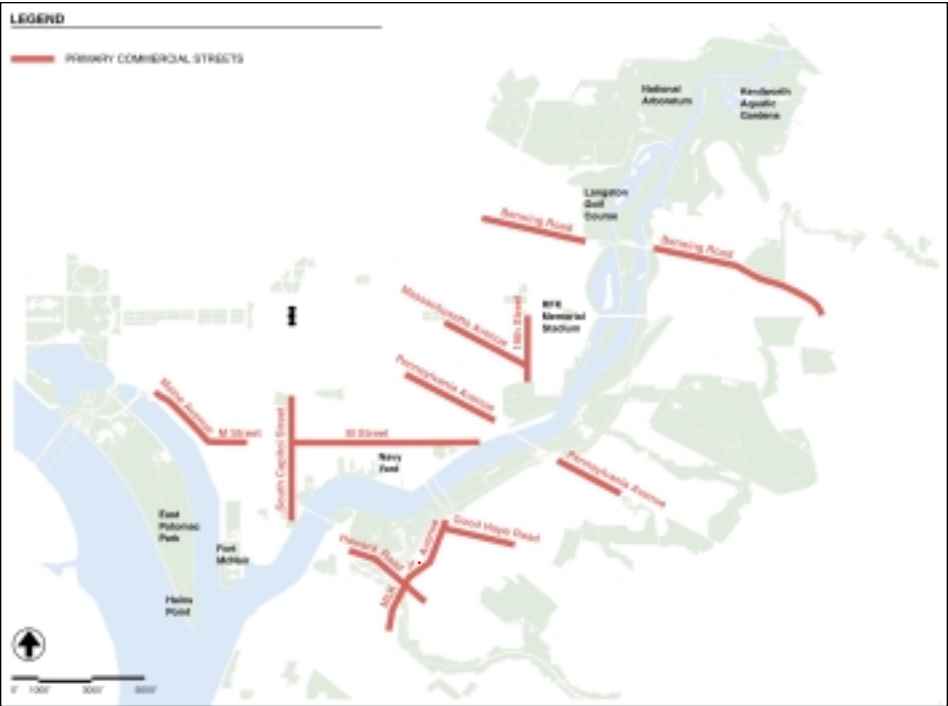 LEGEND
PRIMARY COMMERCIAL STREETS
National
Arboretum
Kenilworth
Aquatic
Gardens
Langston
Golf
Course
Benning Road
Benning Road
Massachusetts Avenue
19th Street
RFK
Memorial
Stadium
Pennsylvania Avenue
Maine Avenue
M Street
South Capitol Street
M Street
Navy
Yard
Pennsylvania Avenue
East
Potomac
Park
Fort
McNair
Howard Road
MLK
Avenue
Good Hope Road
Hains
Point
0'
1000'